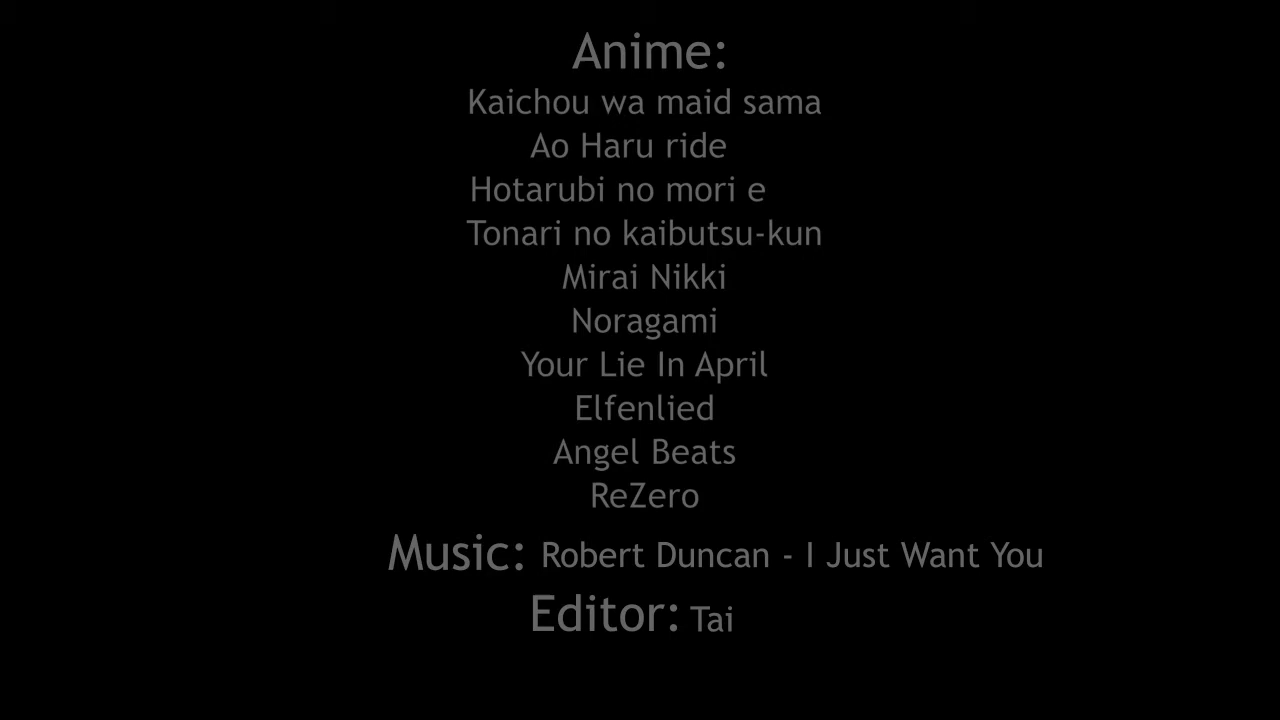 Anime:
Kaichou wa maid sama
Ao Haru ride
Hotarubi no mori e
Tonari no kaibutsu-kun
Mirai Nikki
Noragami
Your Lie In April
Elfenlied
Angel Beats
ReZero
Music: Robert Duncan - I Just Want You
Editor: Tai